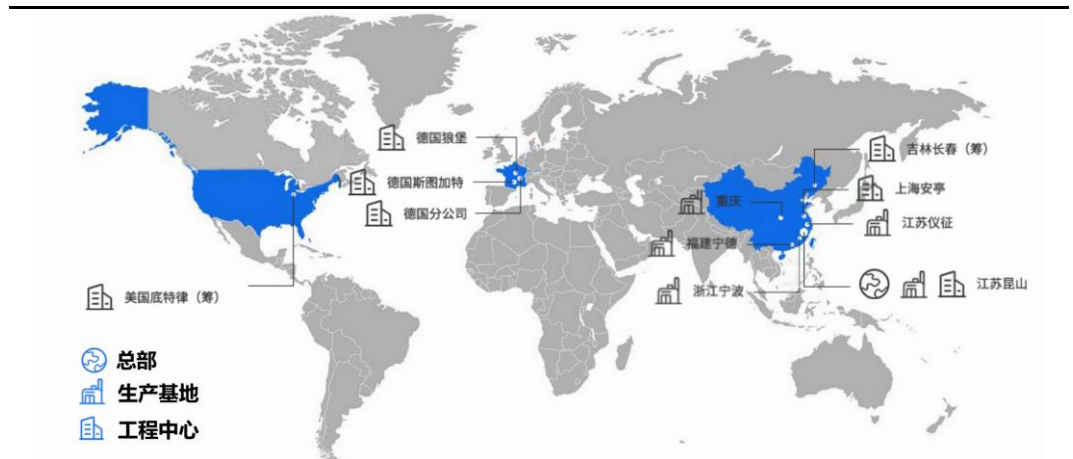 德国狼堡
吉林长春（筹）
德国斯图加特
上海安亭
重庆
德国分公司
江苏仪征
福建宁德
美国底特律（筹）
浙江宁波
江苏昆山
总部
生产基地
工程中心